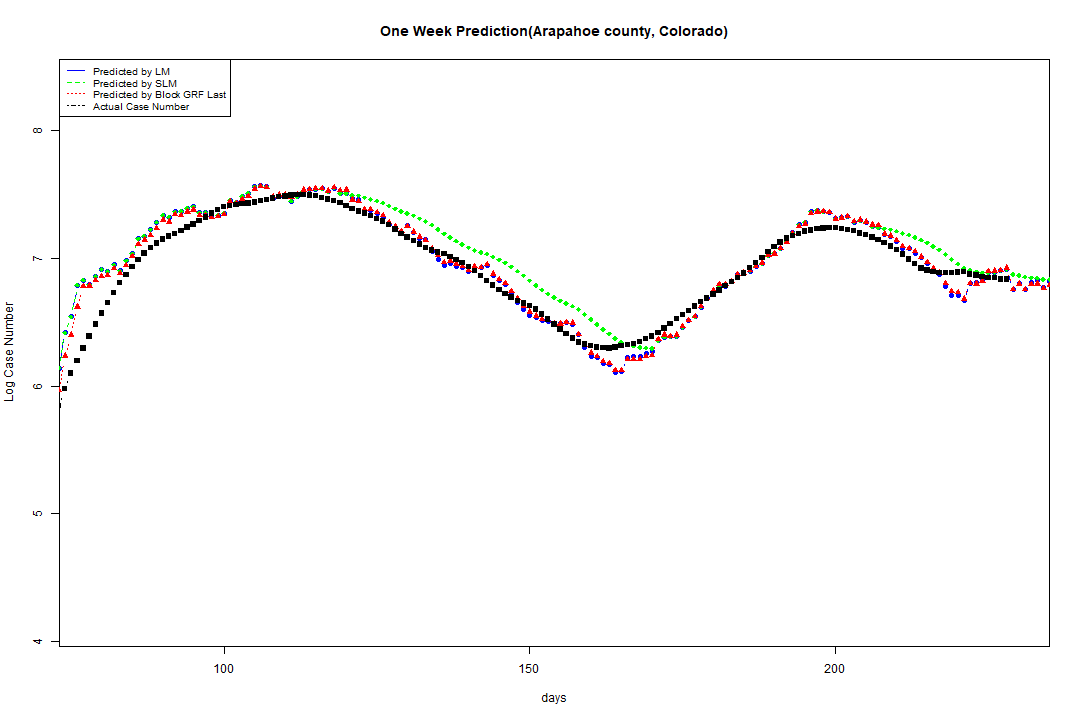 One Week Prediction(Arapahoe county, Colorado)
Predicted by LM
Predicted by SLM
Predicted by Block GRF Last
Actual Case Number
8
7
6
5
4
Log Case Number
100 150 200
days